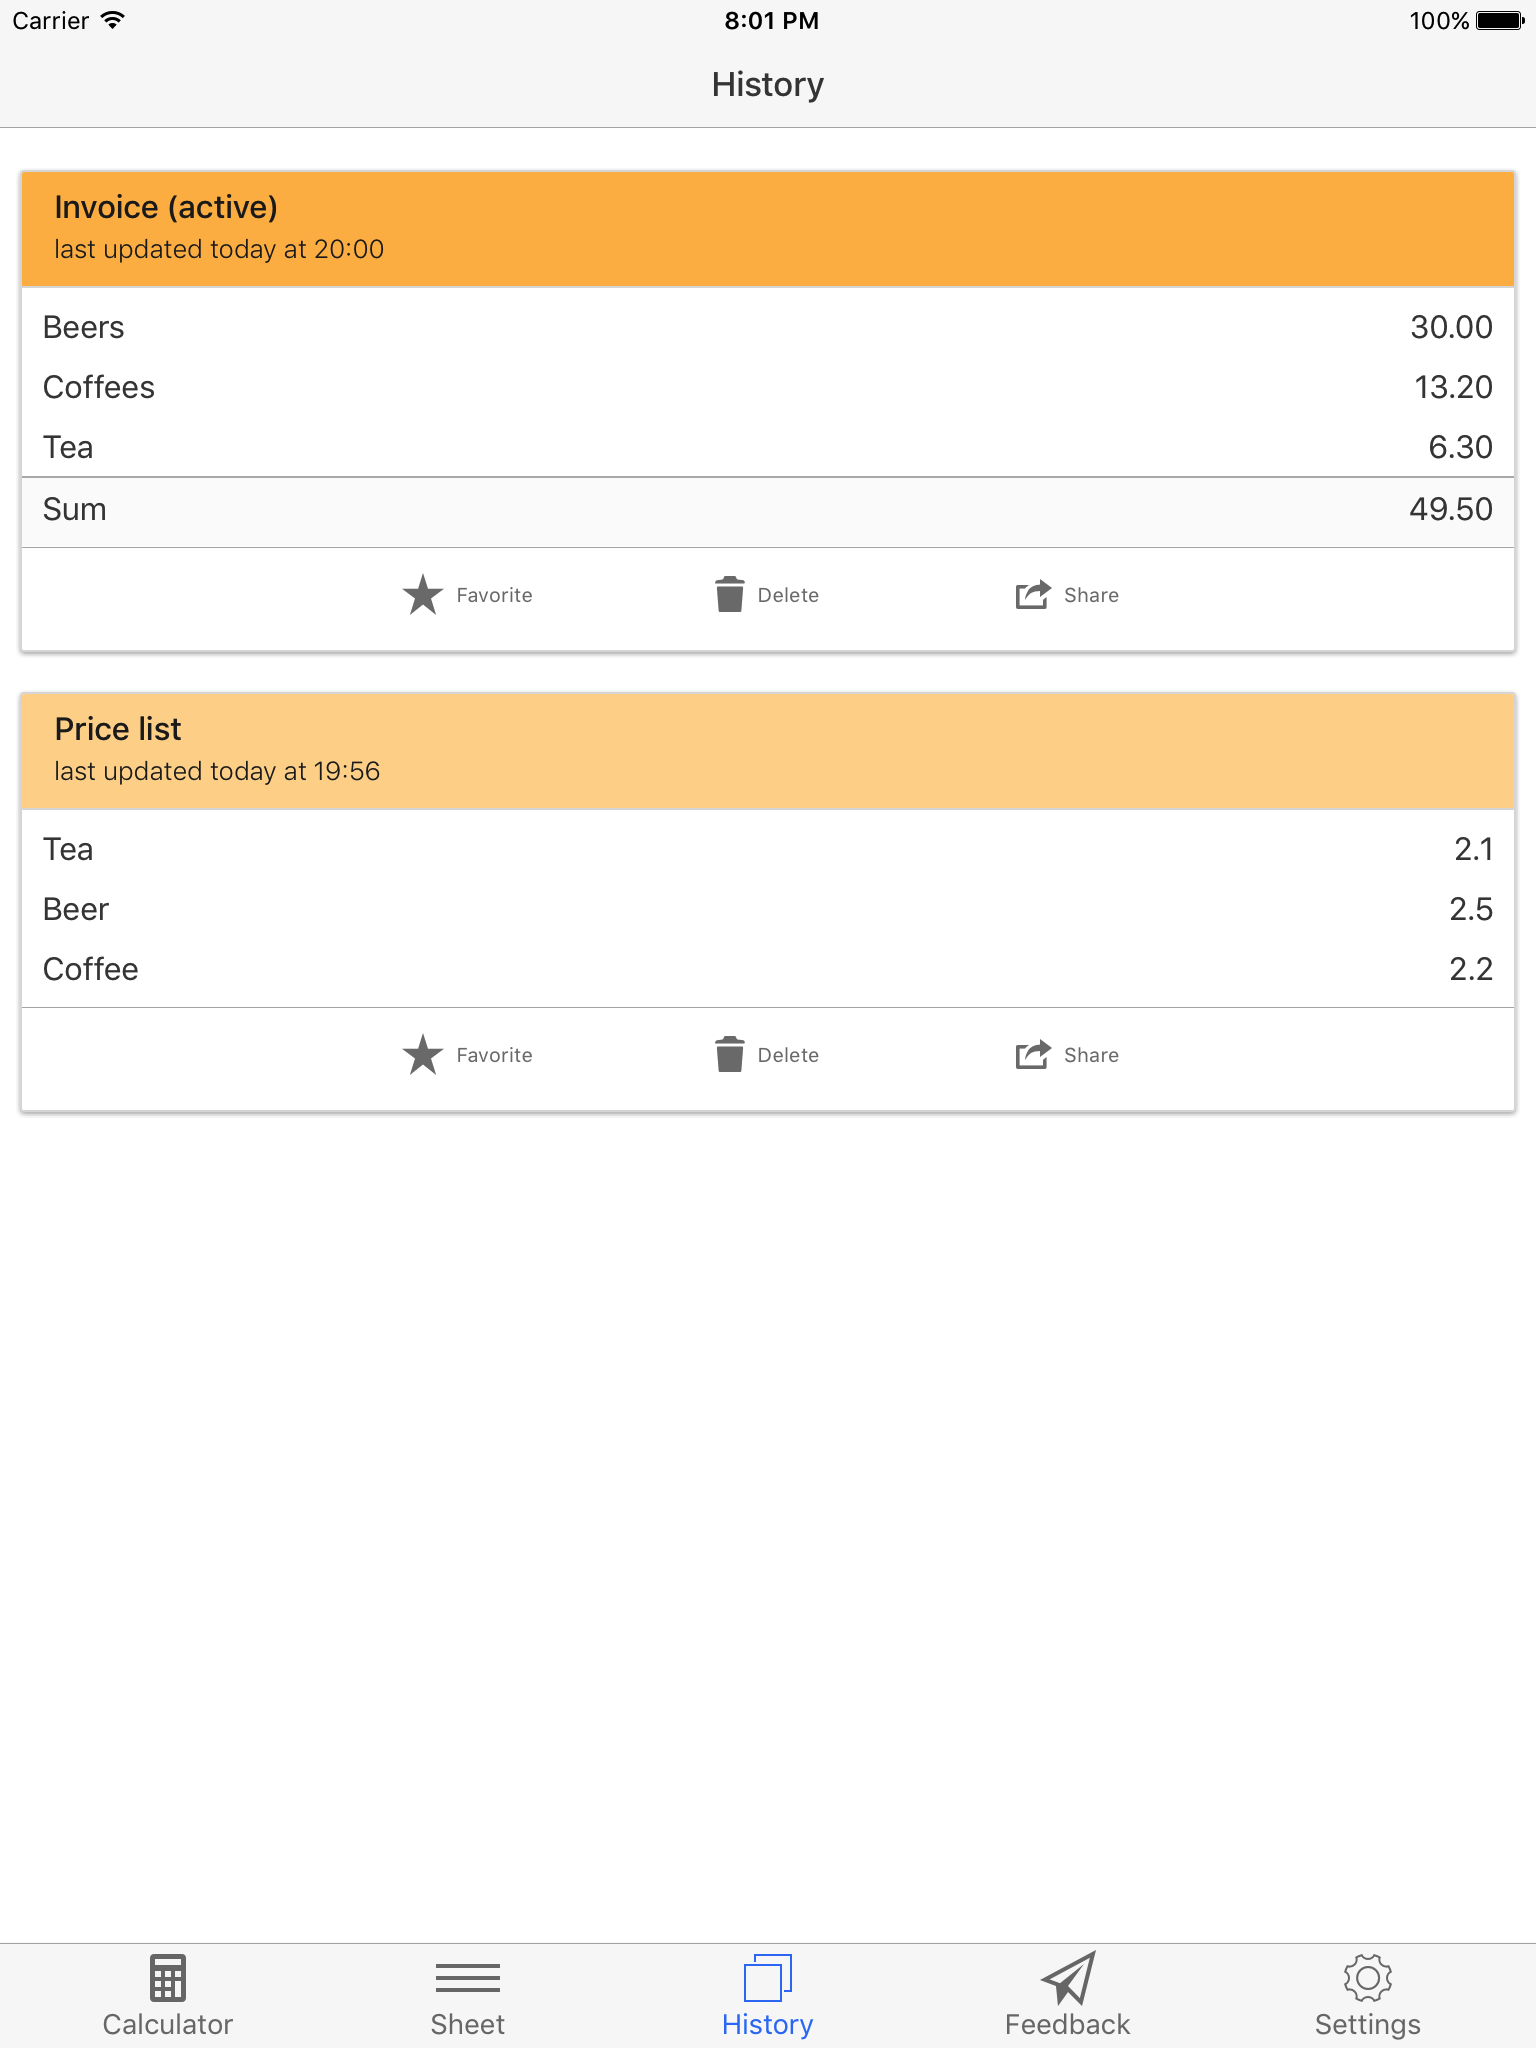 Carrier 8:01 PM 100%
History
Invoice (active)
last updated today at 20:00
Beers 30.00
Coffees 13.20
Tea 6.30
Sum 49.50
Favorite Delete Share
Price list
last updated today at 19:56
Tea 2.1
Beer 2.5
Coffee 2.2
Favorite Delete Share
Calculator Sheet History Feedback Settings